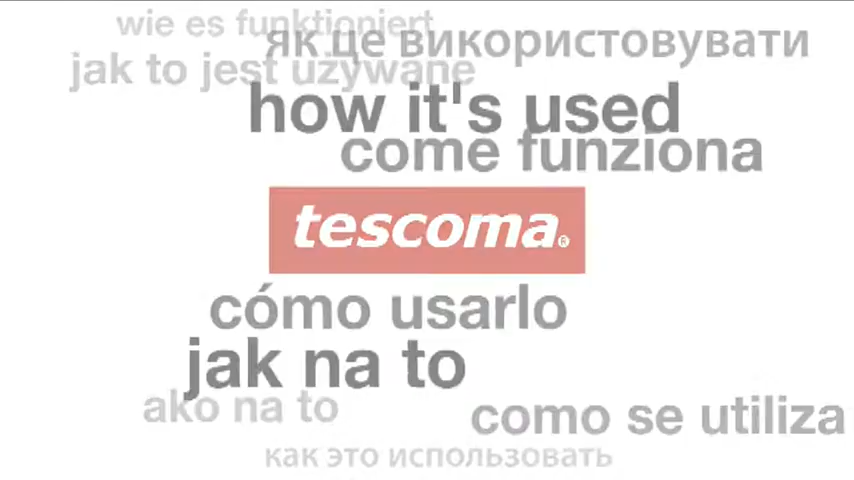 wie es funktioniert
як це використовувати
jak to jest używane
how it's used
come funziona
tescoma®
cómo usarlo
jak na to
ako na to
como se utiliza
как это использовать